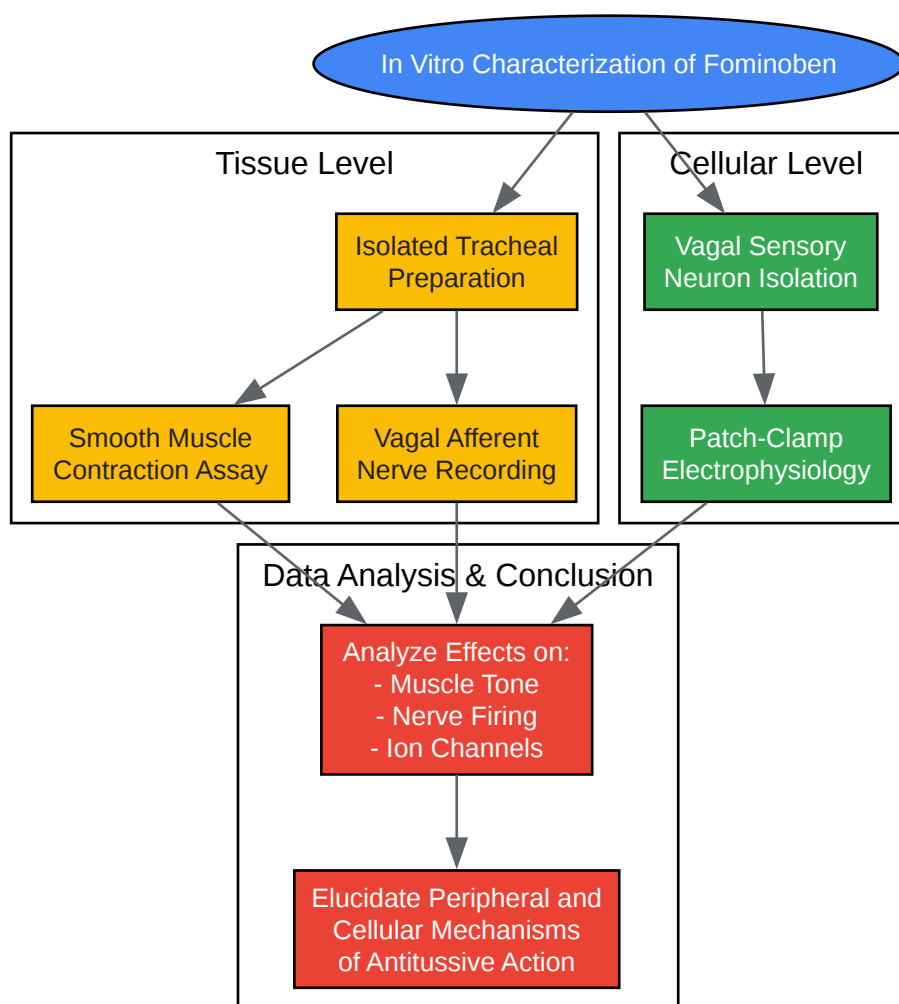 In Vitro Characterization of Fominoben
Tissue Level
Cellular Level
Isolated Tracheal
Preparation
Vagal Sensory
Neuron Isolation
Smooth Muscle
Contraction Assay
Vagal Afferent
Nerve Recording
Patch-Clamp
Electrophysiology
Data Analysis & Conclusion
Analyze Effects on:
- Muscle Tone
- Nerve Firing
- Ion Channels
Elucidate Peripheral and
Cellular Mechanisms
of Antitussive Action